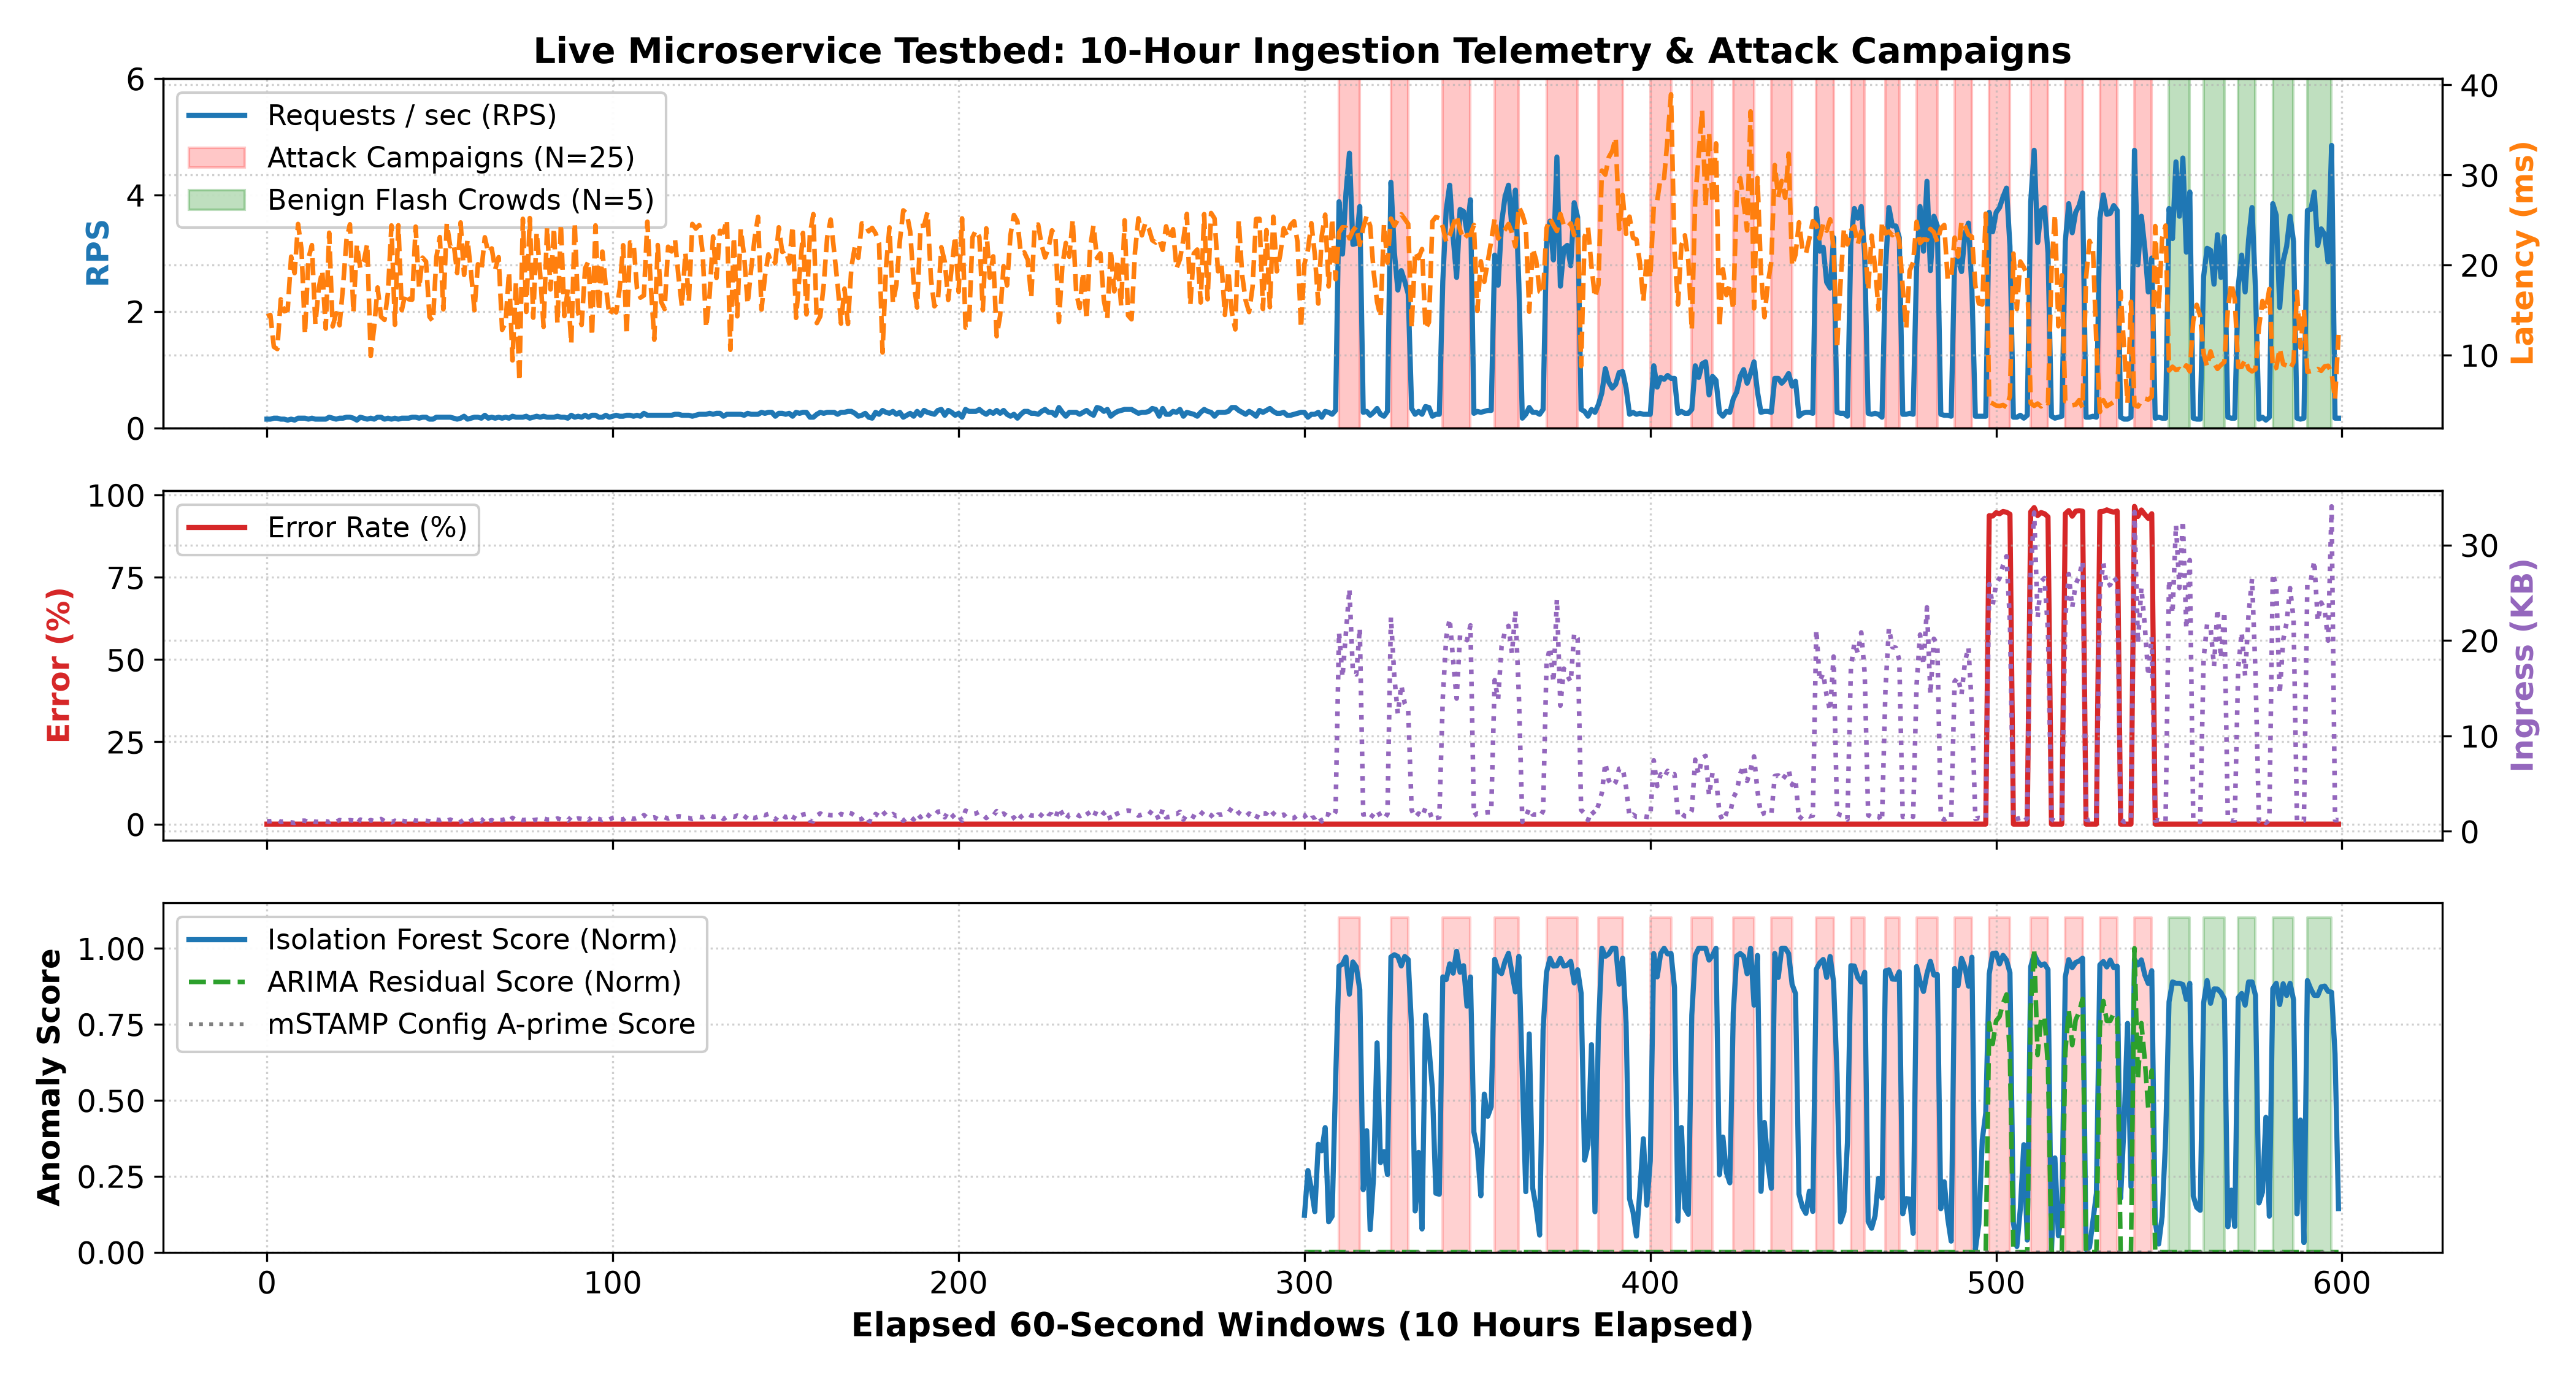 Live Microservice Testbed: 10-Hour Ingestion Telemetry & Attack Campaigns
6
4
2
0
RPS
Requests / sec (RPS)
Attack Campaigns (N=25)
Benign Flash Crowds (N=5)
40
30
20
10
Latency (ms)
100
75
50
25
0
Error (%)
Error Rate (%)
30
20
10
0
Ingress (KB)
1.00
0.75
0.50
0.25
0.00
Anomaly Score
Isolation Forest Score (Norm)
ARIMA Residual Score (Norm)
mSTAMP Config A-prime Score
0 100 200 300 400 500 600
Elapsed 60-Second Windows (10 Hours Elapsed)